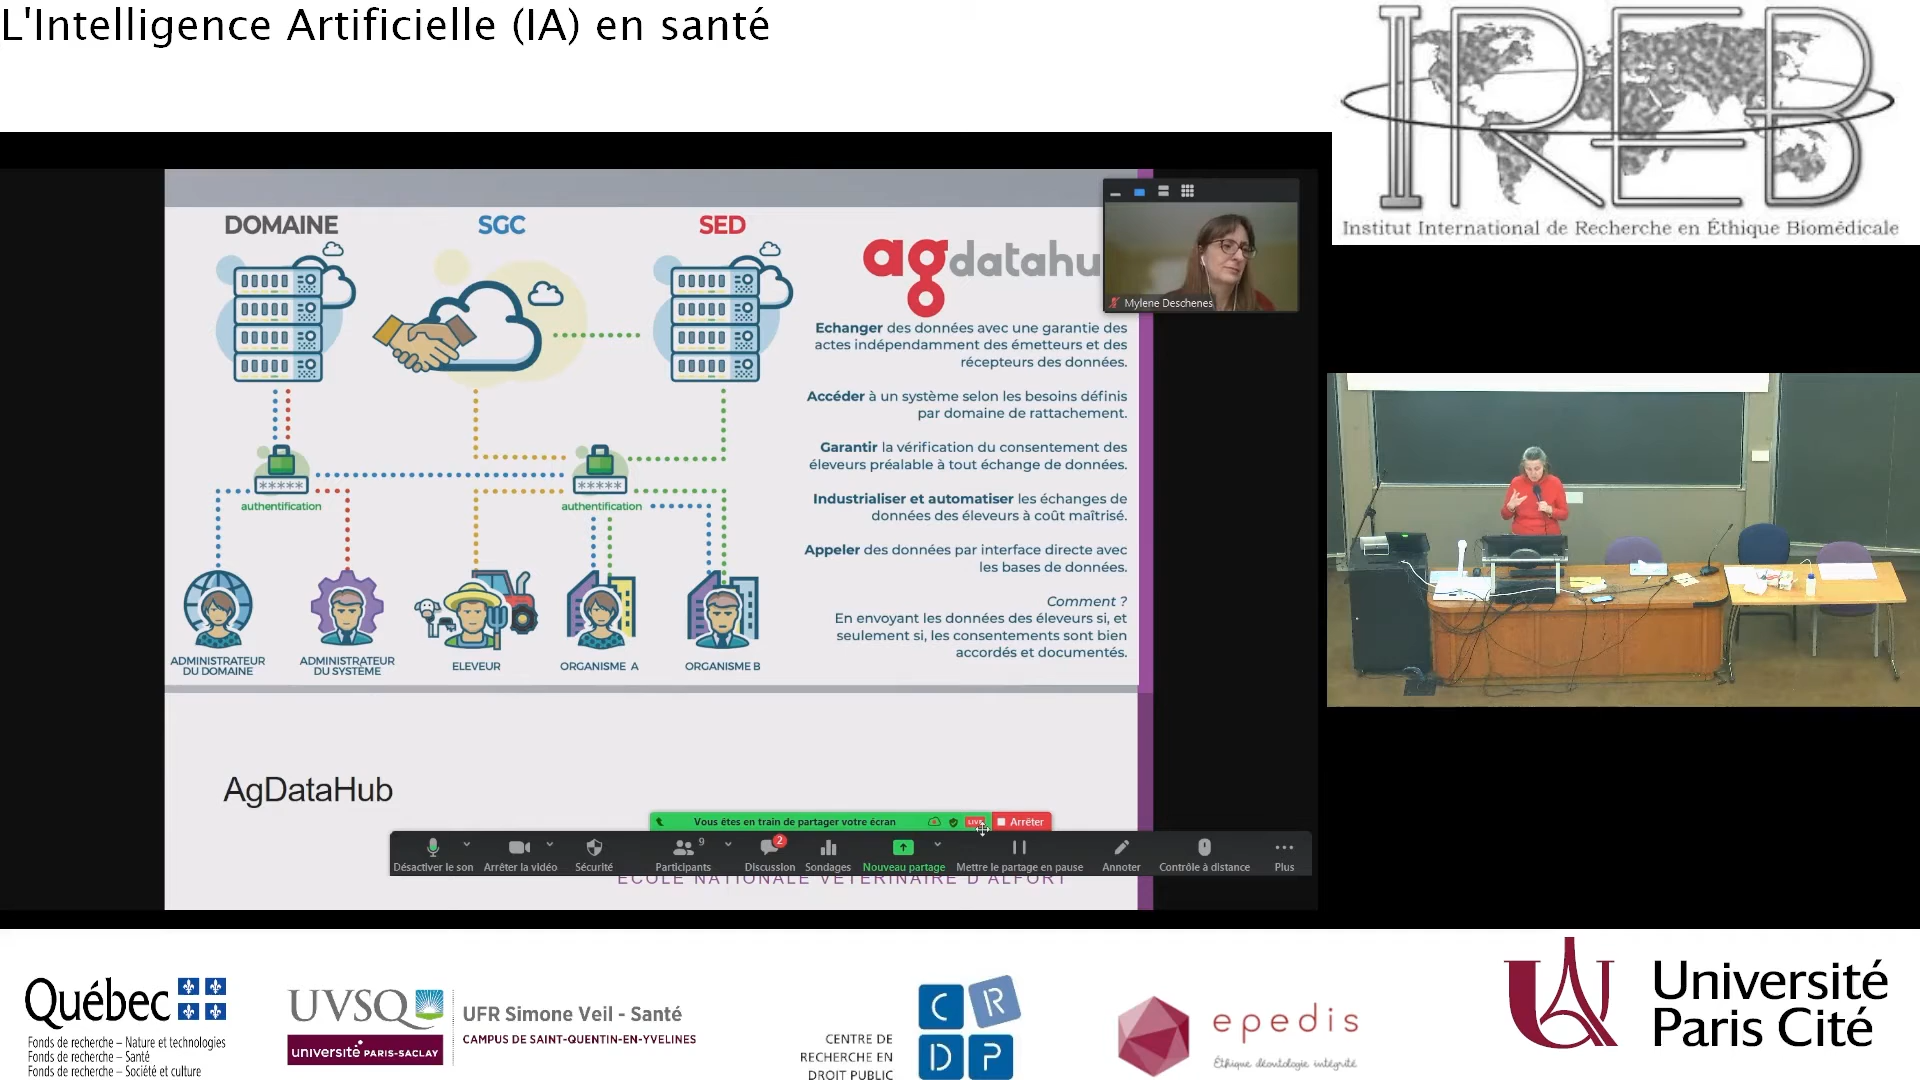 L'Intelligence Artificielle (IA) en santé
IREB
Institut International de Recherche en Éthique Biomédicale
DOMAINE
SGC
SED
agdatahu
Mylene Deschenes
Echanger des données avec une garantie des
actes indépendamment des émetteurs et des
récepteurs des données.
Accéder à un système selon les besoins définis
par domaine de rattachement.
Garantir la vérification du consentement des
éleveurs préalable à tout échange de données.
Industrialiser et automatiser les échanges de
données des éleveurs à coût maîtrisé.
Appeler des données par interface directe avec
les bases de données.
Comment ?
En envoyant les données des éleveurs si, et
seulement si, les consentements sont bien
accordés et documentés.
*****
authentification
*****
authentification
ADMINISTRATEUR
DU DOMAINE
ADMINISTRATEUR
DU SYSTÈME
ELEVEUR
ORGANISME A
ORGANISME B
AgDataHub
Vous êtes en train de partager votre écran
LIVE
Arrêter
9
2
Désactiver le son
Arrêter la vidéo
Sécurité
Participants
Discussion
Sondages
Nouveau partage
Mettre le partage en pause
Annoter
Contrôle à distance
Plus
ECOLE NATIONALE VETERINAIRE D'ALFORT
Québec
Fonds de recherche – Nature et technologies
Fonds de recherche – Santé
Fonds de recherche – Société et culture
UVSQ
université PARIS-SACLAY
UFR Simone Veil - Santé
CAMPUS DE SAINT-QUENTIN-EN-YVELINES
CENTRE DE
RECHERCHE EN
DROIT PUBLIC
C R
D P
epedis
Éthique déontologie intégrité
Université
Paris Cité